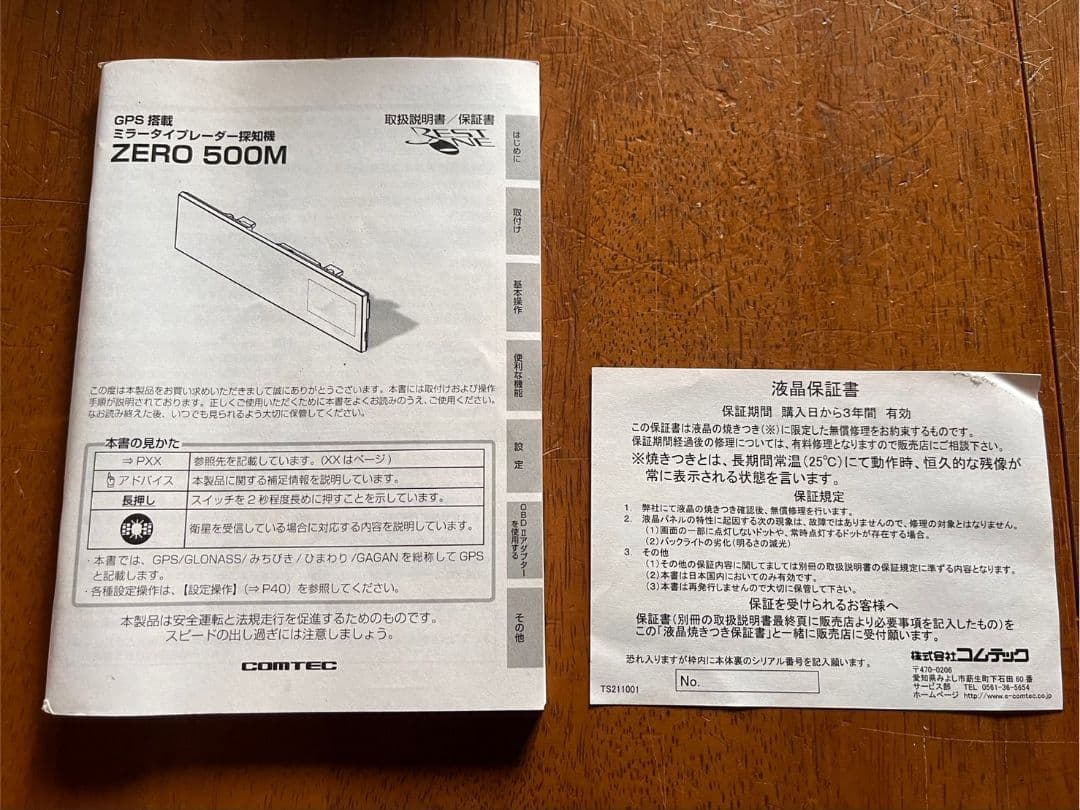 GPS 搭載
ミラータイプレーダー探知機
ZERO 500M
取扱説明書／保証書
REST
JONE
この度は本製品をお買い求めいただきまして誠にありがとうございます。本書には取付けおよび操作
手順が説明されております。正しくご使用いただくために本書をよくお読みのうえ、ご使用ください。
なお読み終えた後、いつでも見られるよう大切に保管してください。
本書の見かた
⇒PXX 参照先を記載しています。(XXはページ)
アドバイス 本製品に関する補足情報を説明しています。
長押し スイッチを2秒程度長めに押すことを示しています。
衛星を受信している場合に対応する内容を説明しています。
・本書では、GPS/GLONASS/みちびき/ひまわり/GAGANを総称してGPS
と記載します。
・各種設定操作は、【設定操作】(⇒P40)を参照してください。
本製品は安全運転と法規走行を促進するためのものです。
スピードの出し過ぎには注意しましょう。
COMTEC
はじめに
取付け
基本操作
便利な機能
設定
OBDⅡアダプター
を使用する
その他
液晶保証書
保証期間 購入日から3年間 有効
この保証書は液晶の焼きつき(※)に限定した無償修理をお約束するものです。
保証期間経過後の修理については、有料修理となりますので販売店にご相談下さい。
※焼きつきとは、長期間常温(25℃)にて動作時、恒久的な残像が
常に表示される状態を言います。
保証規定
1. 弊社にて液晶の焼きつき確認後、無償修理を行います。
2. 液晶パネルの特性に起因する次の現象は、故障ではありませんので、修理の対象とはなりません。
(1)画面の一部に点灯しないドットや、常時点灯するドットが存在する場合。
(2)バックライトの劣化(明るさの減光)
3. その他
(1)その他の保証内容に関してましては別冊の取扱説明書の保証規定に準ずる内容となります。
(2)本書は日本国内においてのみ有効です。
(3)本書は再発行しませんので大切に保管して下さい。
保証を受けられるお客様へ
保証書(別冊の取扱説明書最終頁に販売店より必要事項を記入したもの)を
この「液晶焼きつき保証書」と一緒に販売店に受付願います。
恐れ入りますが枠内に本体裏のシリアル番号を記入願います。
No.
TS211001
株式会社コムテック
〒470-0206
愛知県みよし市莇生町下石田60番
サービス部 TEL 0561-36-5654
ホームページ http://www.e-comtec.co.jp